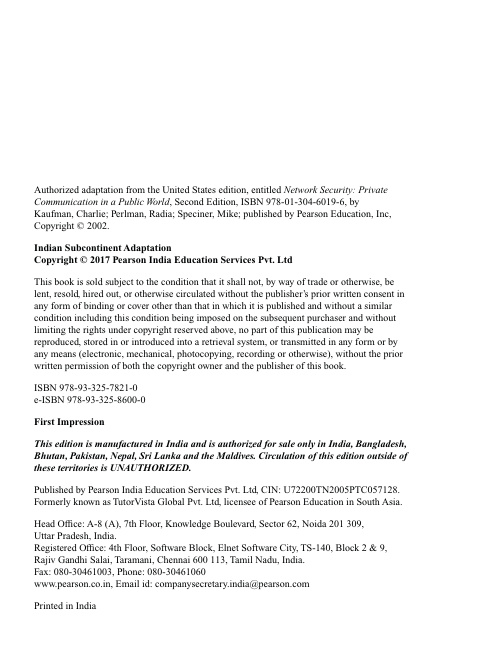 Authorized adaptation from the United States edition, entitled Network Security: Private
Communication in a Public World, Second Edition, ISBN 978-01-304-6019-6, by
Kaufman, Charlie; Perlman, Radia; Speciner, Mike; published by Pearson Education, Inc,
Copyright © 2002.
Indian Subcontinent Adaptation
Copyright © 2017 Pearson India Education Services Pvt. Ltd
This book is sold subject to the condition that it shall not, by way of trade or otherwise, be
lent, resold, hired out, or otherwise circulated without the publisher's prior written consent in
any form of binding or cover other than that in which it is published and without a similar
condition including this condition being imposed on the subsequent purchaser and without
limiting the rights under copyright reserved above, no part of this publication may be
reproduced, stored in or introduced into a retrieval system, or transmitted in any form or by
any means (electronic, mechanical, photocopying, recording or otherwise), without the prior
written permission of both the copyright owner and the publisher of this book.
ISBN 978-93-325-7821-0
e-ISBN 978-93-325-8600-0
First Impression
This edition is manufactured in India and is authorized for sale only in India, Bangladesh,
Bhutan, Pakistan, Nepal, Sri Lanka and the Maldives. Circulation of this edition outside of
these territories is UNAUTHORIZED.
Published by Pearson India Education Services Pvt. Ltd, CIN: U72200TN2005PTC057128.
Formerly known as TutorVista Global Pvt. Ltd, licensee of Pearson Education in South Asia.
Head Office: A-8 (A), 7th Floor, Knowledge Boulevard, Sector 62, Noida 201 309,
Uttar Pradesh, India.
Registered Office: 4th Floor, Software Block, Elnet Software City, TS-140, Block 2 & 9,
Rajiv Gandhi Salai, Taramani, Chennai 600 113, Tamil Nadu, India.
Fax: 080-30461003, Phone: 080-30461060
www.pearson.co.in, Email id: companysecretary.india@pearson.com
Printed in India